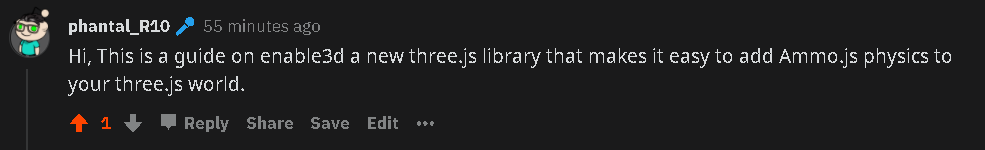 phantal_R10 55 minutes ago
Hi, This is a guide on enable3d a new three.js library that makes it easy to add Ammo.js physics to
your three.js world.
1 Reply Share Save Edit •••